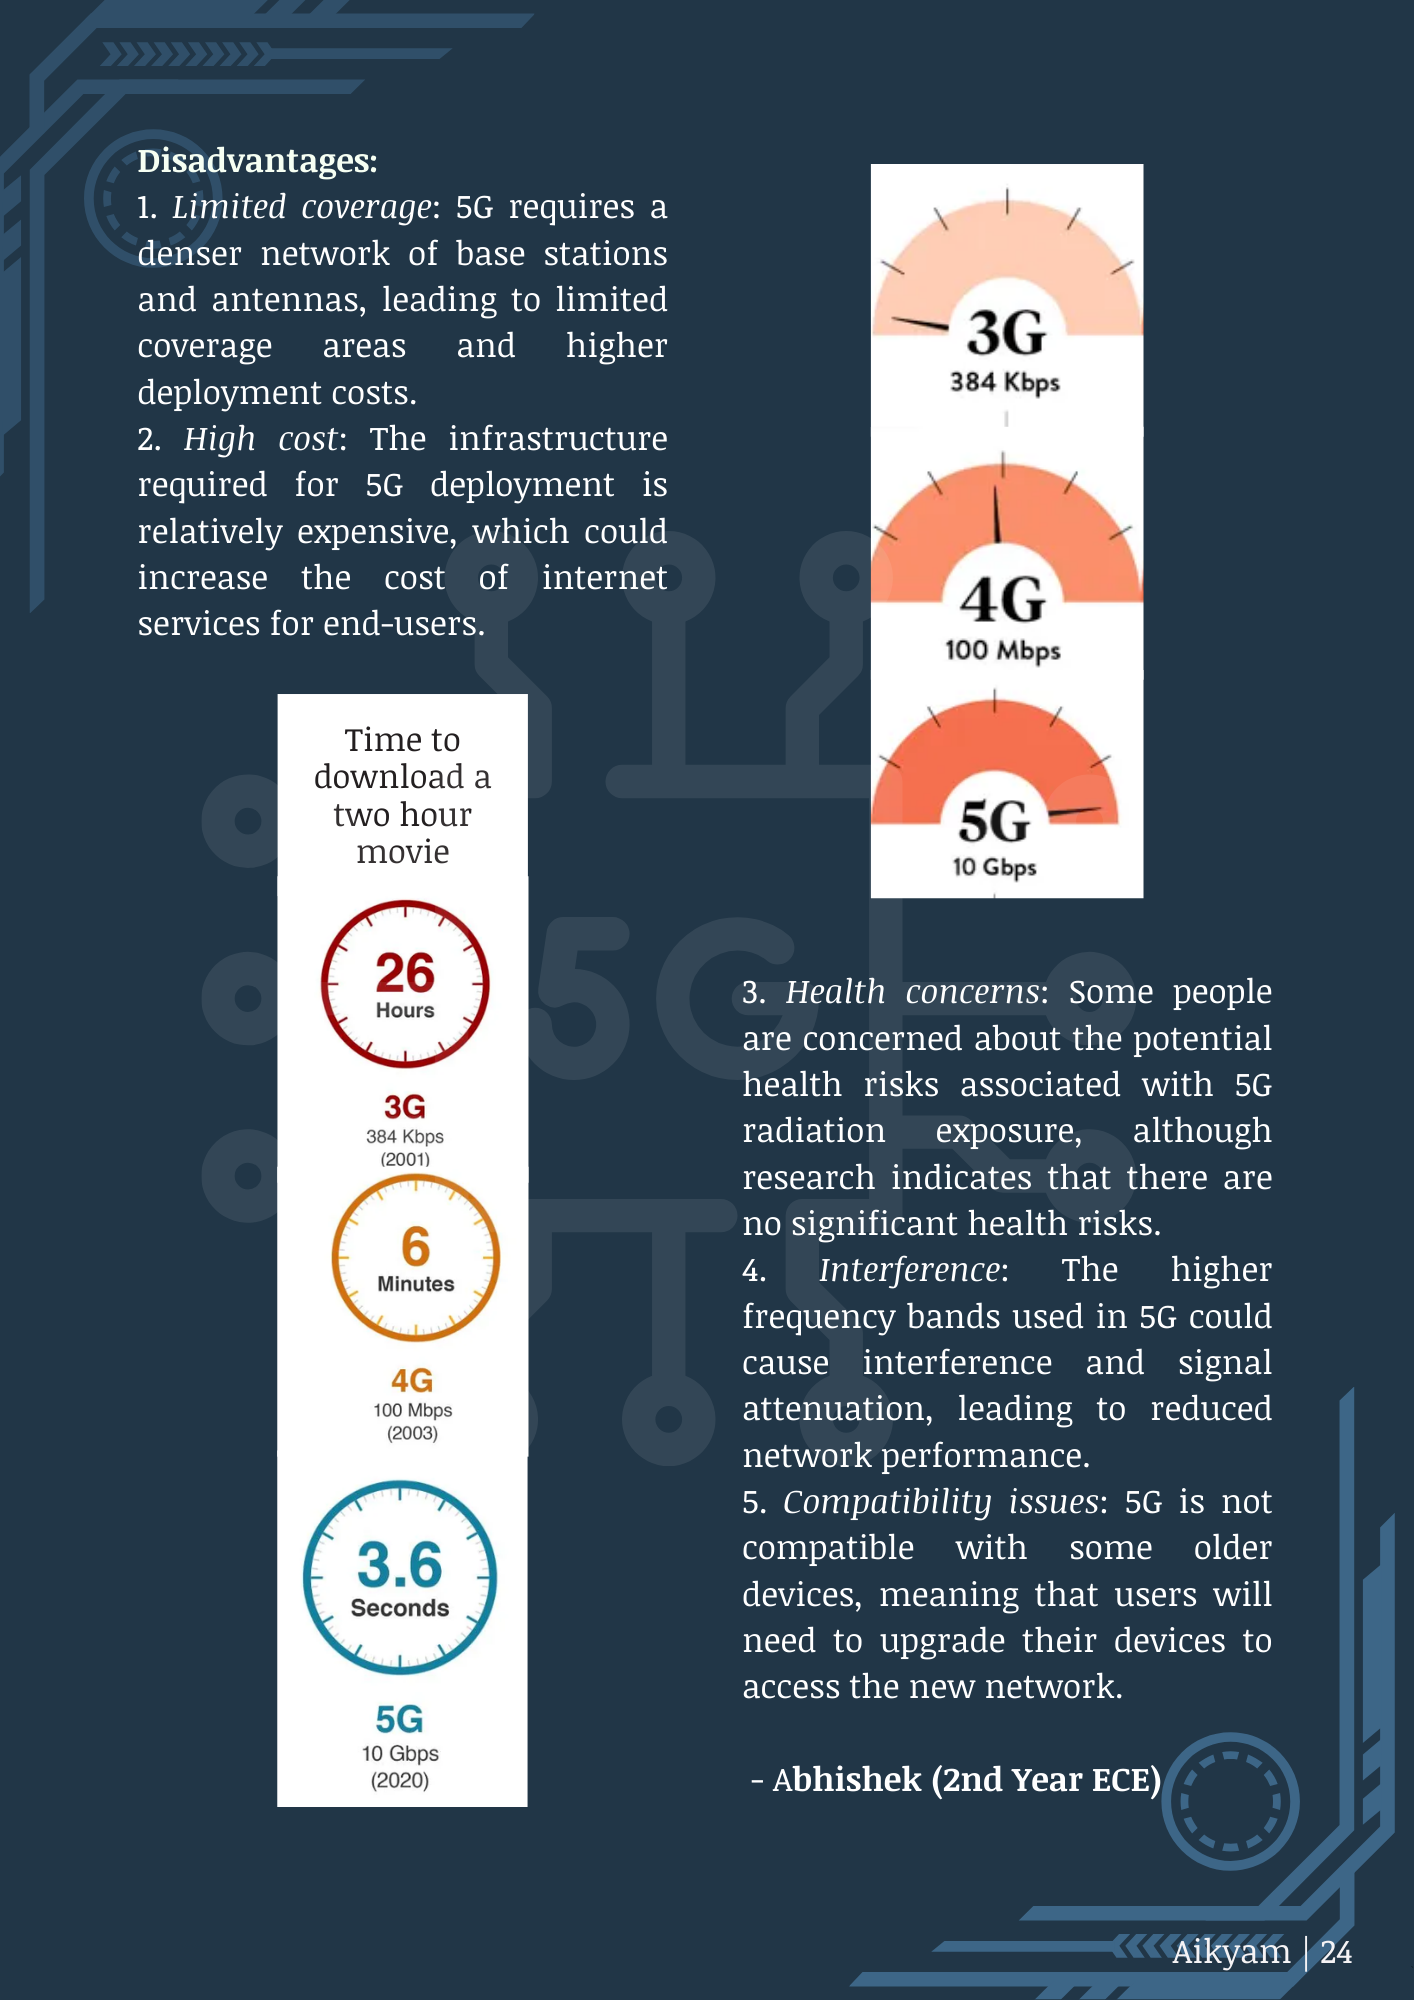 Disadvantages:
1. Limited coverage: 5G requires a
denser network of base stations
and antennas, leading to limited
coverage areas and higher
deployment costs.
2. High cost: The infrastructure
required for 5G deployment is
relatively expensive, which could
increase the cost of internet
services for end-users.
Time to
download a
two hour
movie
26
Hours
3G
384 Kbps
(2001)
6
Minutes
4G
100 Mbps
(2003)
3.6
Seconds
5G
10 Gbps
(2020)
3G
384 Kbps
4G
100 Mbps
5G
10 Gbps
5G
3. Health concerns: Some people
are concerned about the potential
health risks associated with 5G
radiation exposure, although
research indicates that there are
no significant health risks.
4. Interference: The higher
frequency bands used in 5G could
cause interference and signal
attenuation, leading to reduced
network performance.
5. Compatibility issues: 5G is not
compatible with some older
devices, meaning that users will
need to upgrade their devices to
access the new network.
- Abhishek (2nd Year ECE)
Aikyam | 24